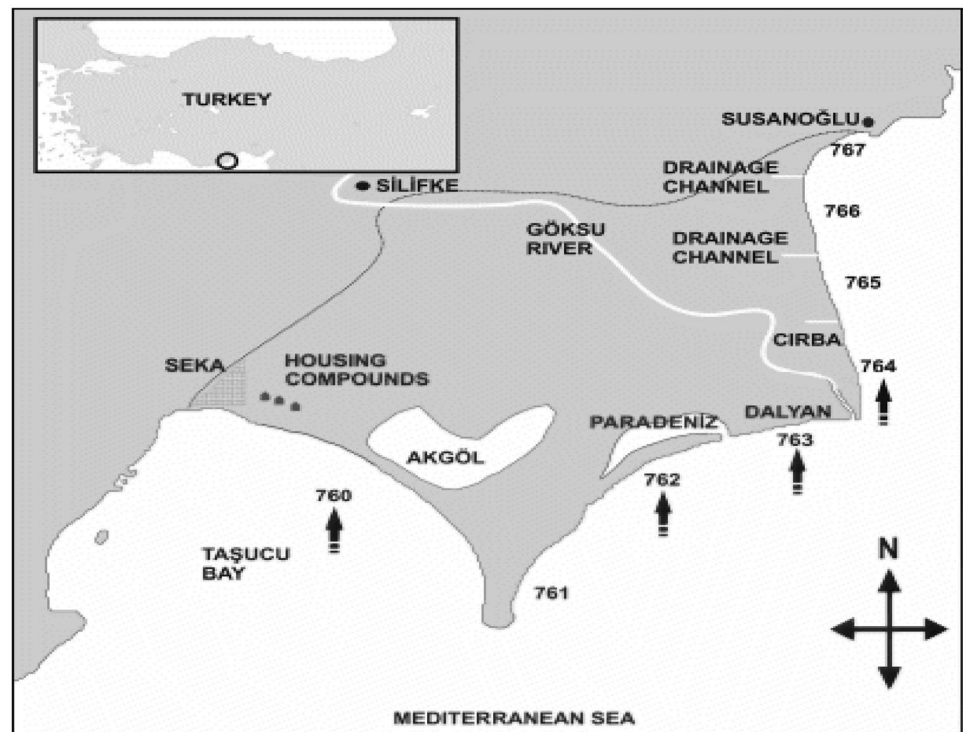 TURKEY
SUSANOĞLU
767
DRAINAGE
CHANNEL
SİLİFKE
766
GÖKSU
RIVER
DRAINAGE
CHANNEL
765
CIRBA
764
SEKA
HOUSING
COMPOUNDS
PARADENİZ
DALYAN
763
AKGÖL
762
760
TAŞUCU
BAY
761
N
MEDITERRANEAN SEA